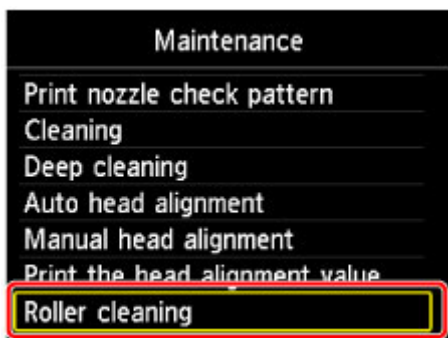 Maintenance
Print nozzle check pattern
Cleaning
Deep cleaning
Auto head alignment
Manual head alignment
Print the head alignment value
Roller cleaning